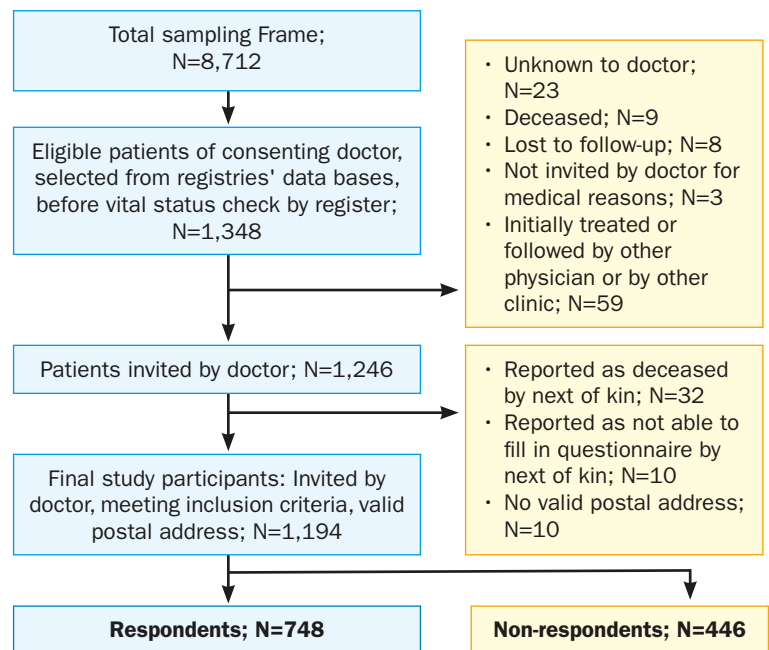 Total sampling Frame;
N=8,712
Eligible patients of consenting doctor,
selected from registries' data bases,
before vital status check by register;
N=1,348
· Unknown to doctor;
N=23
· Deceased; N=9
· Lost to follow-up; N=8
· Not invited by doctor for
medical reasons; N=3
· Initially treated or
followed by other
physician or by other
clinic; N=59
Patients invited by doctor; N=1,246
· Reported as deceased
by next of kin; N=32
· Reported as not able to
fill in questionnaire by
next of kin; N=10
· No valid postal address;
N=10
Final study participants: Invited by
doctor, meeting inclusion criteria, valid
postal address; N=1,194
Respondents; N=748
Non-respondents; N=446